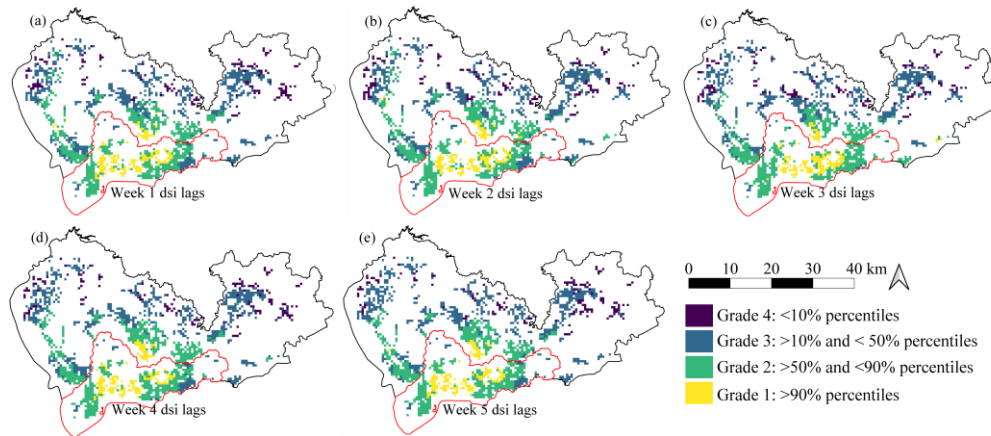 (a)
(b)
(c)
Week 1 dsi lags
Week 2 dsi lags
Week 3 dsi lags
(d)
(e)
Week 4 dsi lags
Week 5 dsi lags
0 10 20 30 40 km
Grade 4: <10% percentiles
Grade 3: >10% and < 50% percentiles
Grade 2: >50% and <90% percentiles
Grade 1: >90% percentiles